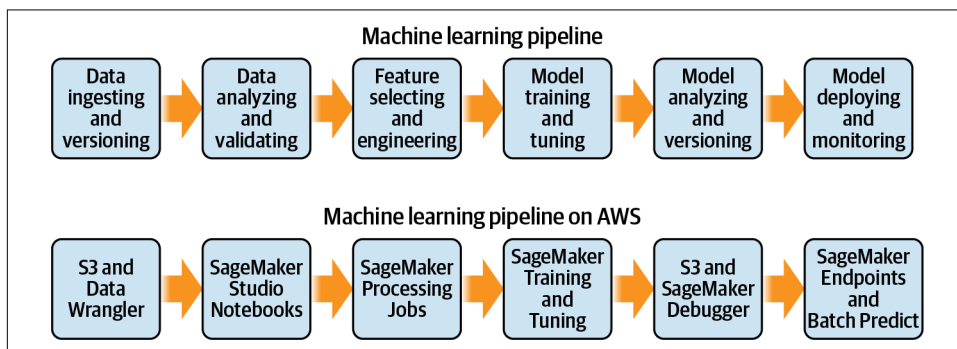 Machine learning pipeline
Data
ingesting
and
versioning
Data
analyzing
and
validating
Feature
selecting
and
engineering
Model
training
and
tuning
Model
analyzing
and
versioning
Model
deploying
and
monitoring
Machine learning pipeline on AWS
S3 and
Data
Wrangler
SageMaker
Studio
Notebooks
SageMaker
Processing
Jobs
SageMaker
Training
and
Tuning
S3 and
SageMaker
Debugger
SageMaker
Endpoints
and
Batch Predict